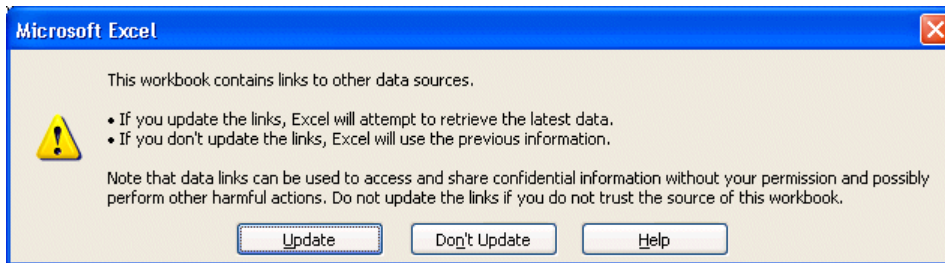 Microsoft Excel
This workbook contains links to other data sources.
• If you update the links, Excel will attempt to retrieve the latest data.
• If you don't update the links, Excel will use the previous information.
Note that data links can be used to access and share confidential information without your permission and possibly
perform other harmful actions. Do not update the links if you do not trust the source of this workbook.
Update Don't Update Help